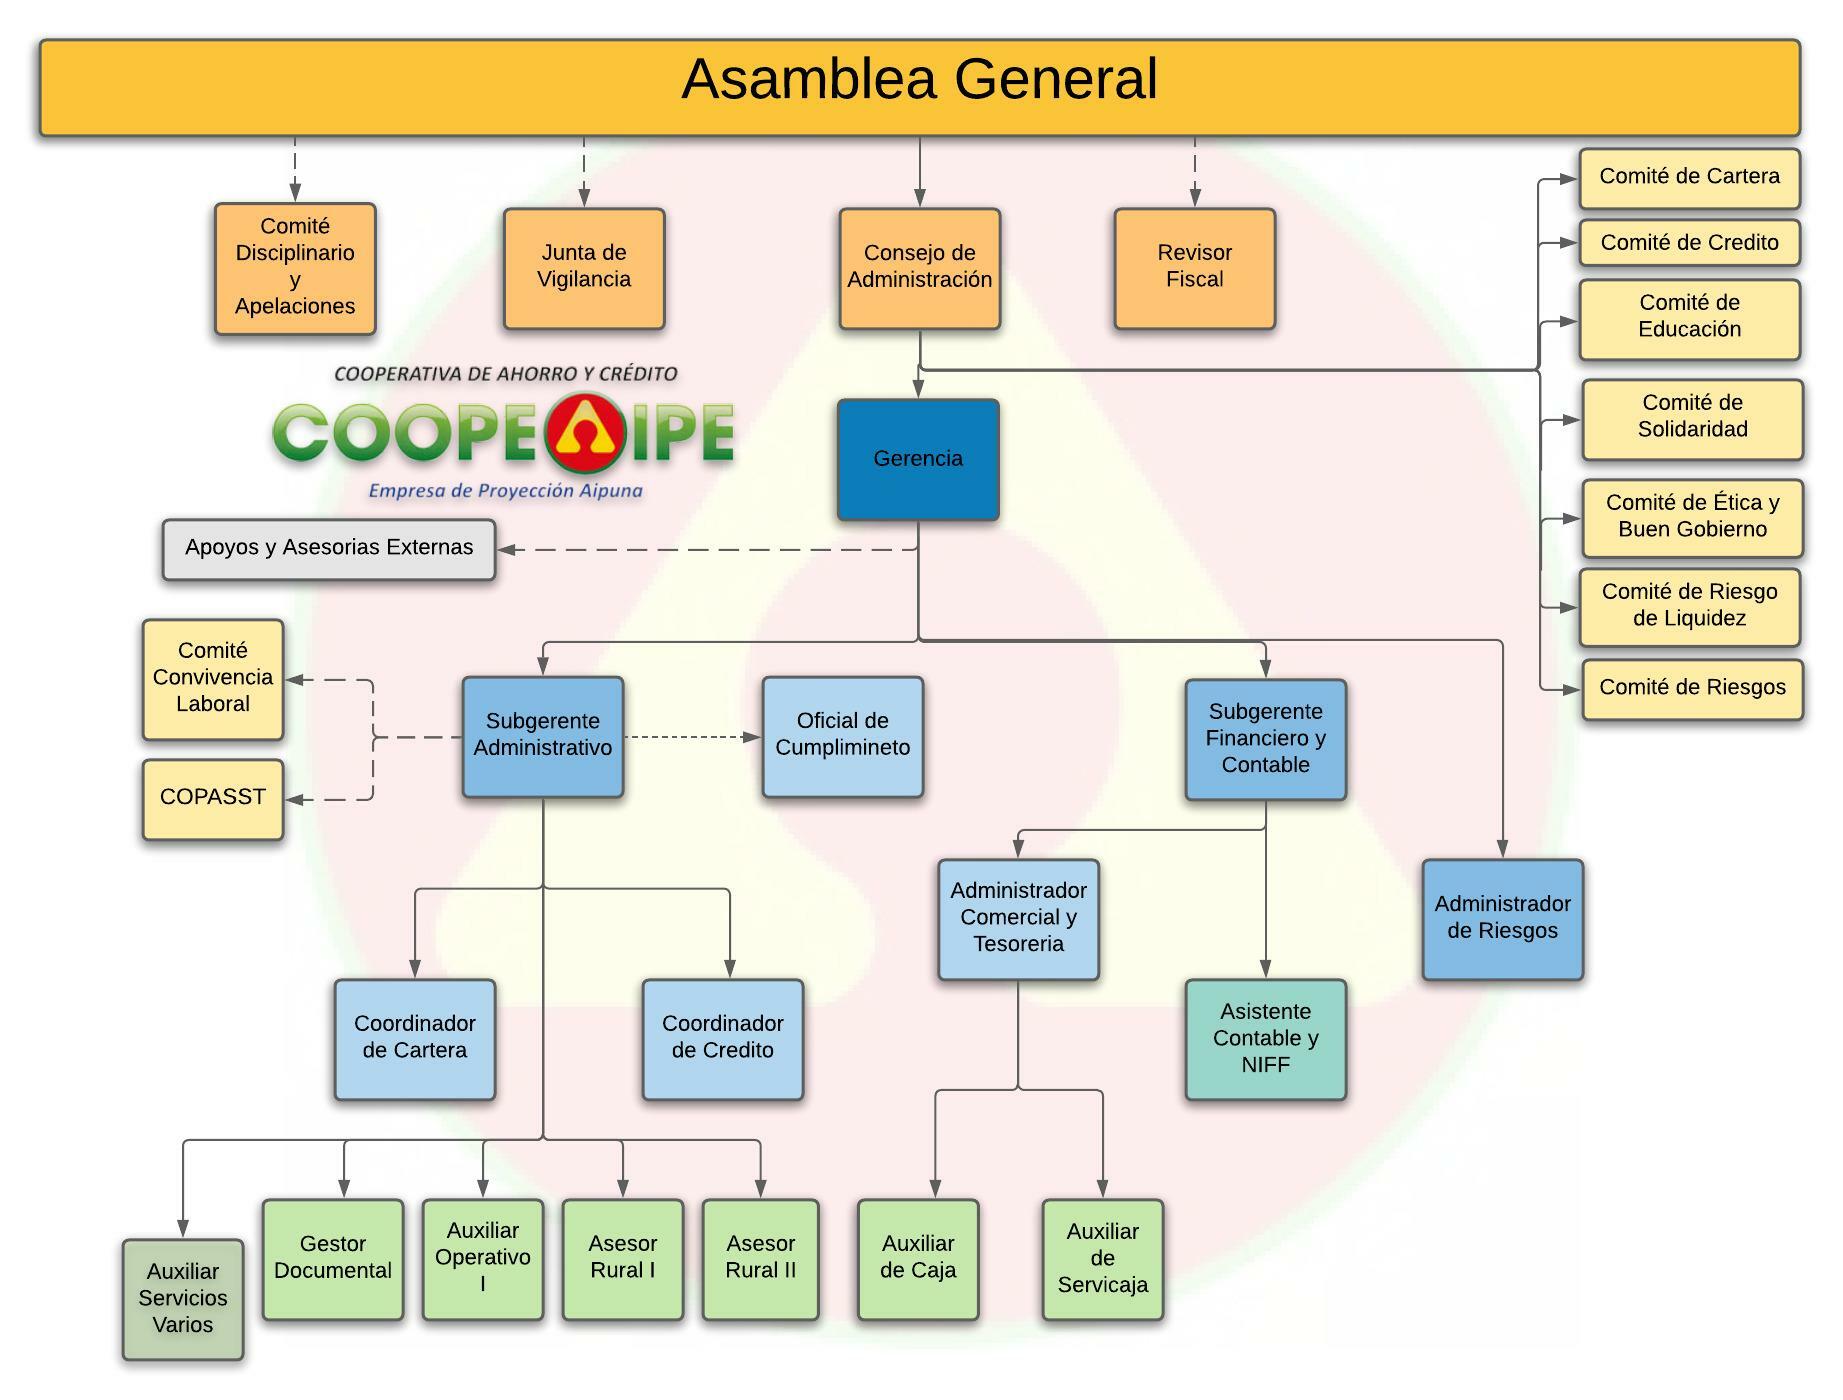 Asamblea General
Comité
Disciplinario
y
Apelaciones
Junta de
Vigilancia
Consejo de
Administración
Revisor
Fiscal
Comité de Cartera
Comité de Credito
Comité de
Educación
Comité de
Solidaridad
Comité de Ética y
Buen Gobierno
Comité de Riesgo
de Liquidez
Comité de Riesgos
COOPERATIVA DE AHORRO Y CRÉDITO
COOPEAIPE
Empresa de Proyección Aipuna
Gerencia
Apoyos y Asesorias Externas
Comité
Convivencia
Laboral
COPASST
Subgerente
Administrativo
Oficial de
Cumplimineto
Subgerente
Financiero y
Contable
Administrador
Comercial y
Tesoreria
Administrador
de Riesgos
Coordinador
de Cartera
Coordinador
de Credito
Asistente
Contable y
NIFF
Auxiliar
Servicios
Varios
Gestor
Documental
Auxiliar
Operativo
I
Asesor
Rural I
Asesor
Rural II
Auxiliar
de Caja
Auxiliar
de
Servicaja